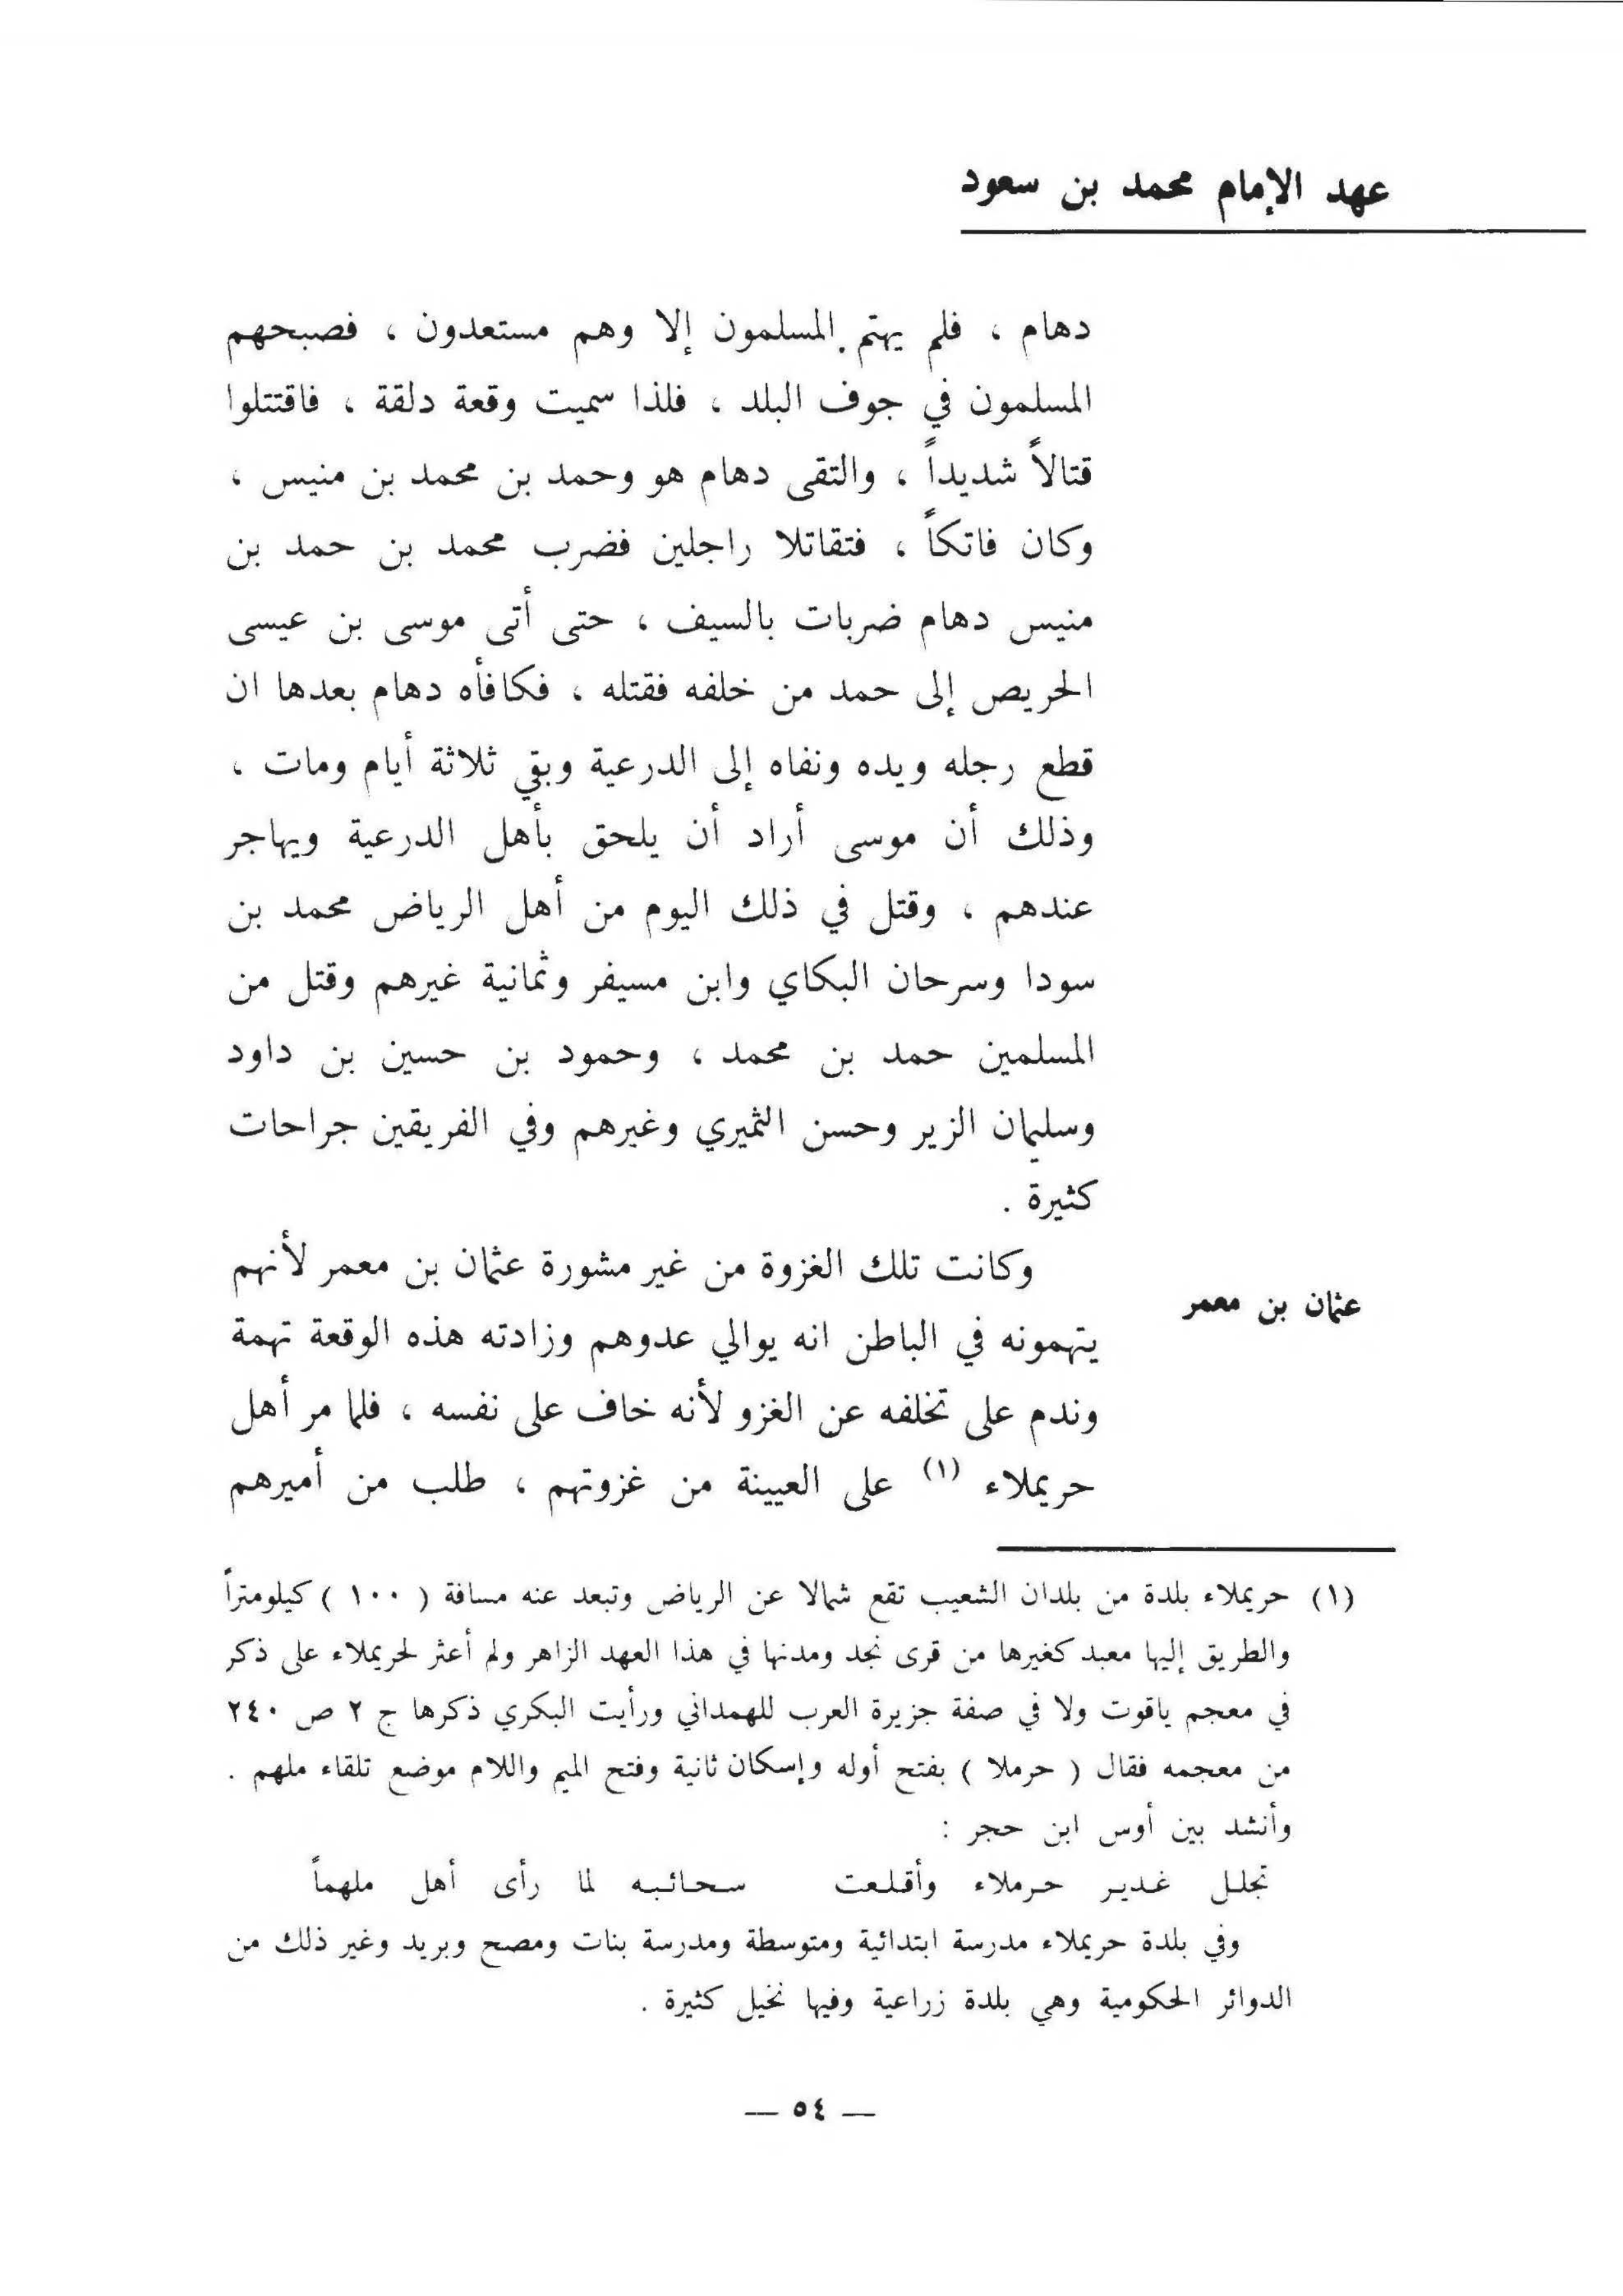 عهد الإمام محمد بن سعود
دهام ، فلم يهتم المسلمون إلا وهم مستعدون ، فصبحهم
المسلمون في جوف البلد ، فلذا سميت وقعة دلقة ، فاقتتلوا
قتالاً شديداً ، والتقى دهام هو وحمد بن محمد بن منيس ،
وكان فاتكاً ، فتقاتلا راجلين فضرب محمد بن حمد بن
منيس دهام ضربات بالسيف ، حتى أتى موسى بن عيسى
الحريص إلى حمد من خلفه فقتله ، فكافأه دهام بعدها ان
قطع رجله ويده ونفاه إلى الدرعية وبقي ثلاثة أيام ومات ،
وذلك أن موسى أراد أن يلحق بأهل الدرعية ويهاجر
عندهم ، وقتل في ذلك اليوم من أهل الرياض محمد بن
سودا وسرحان البكاي وابن مسيفر وثمانية غيرهم وقتل من
المسلمين حمد بن محمد ، وحمود بن حسين بن داود
وسليمان الزير وحسن الثميري وغيرهم وفي الفريقين جراحات
كثيرة .
وكانت تلك الغزوة من غير مشورة عثمان بن معمر لأنهم
عثمان بن معمر
يتهمونه في الباطن انه يوالي عدوهم وزادته هذه الوقعة تهمة
وندم على تخلفه عن الغزو لأنه خاف على نفسه ، فلما مر أهل
حريملاء (١) على العيينة من غزوتهم ، طلب من أميرهم
(١) حريملاء بلدة من بلدان الشعيب تقع شمالا عن الرياض وتبعد عنه مسافة ( ١٠٠ ) كيلومتراً
والطريق إليها معبد كغيرها من قرى نجد ومدنها في هذا العهد الزاهر ولم أعثر لحريملاء على ذكر
في معجم ياقوت ولا في صفة جزيرة العرب للهمداني ورأيت البكري ذكرها ج ٢ ص ٢٤٠
من معجمه فقال ( حرملا ) بفتح أوله وإسكان ثانية وفتح الميم واللام موضع تلقاء ملهم .
وأنشد بين أوس ابن حجر :
تجلل غدير حرملاء وأقلعت سحائبه لما رأى أهل ملهماً
وفي بلدة حريملاء مدرسة ابتدائية ومتوسطة ومدرسة بنات ومصح وبريد وغير ذلك من
الدوائر الحكومية وهي بلدة زراعية وفيها نخيل كثيرة .
— ٥٤ —